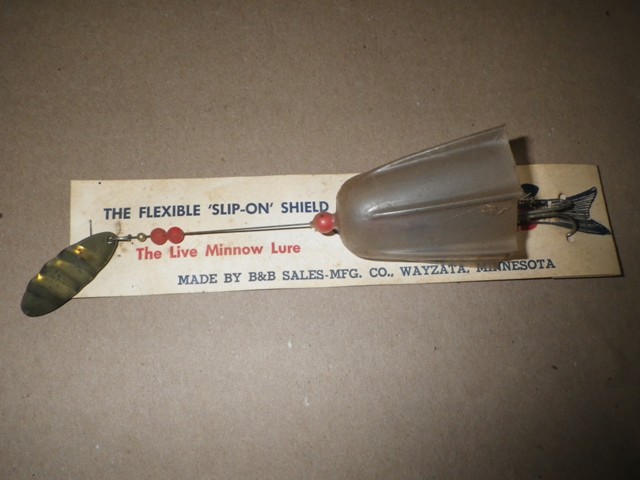 THE FLEXIBLE 'SLIP-ON' SHIELD
The Live Minnow Lure
MADE BY B&B SALES-MFG. CO., WAYZATA, MINNESOTA